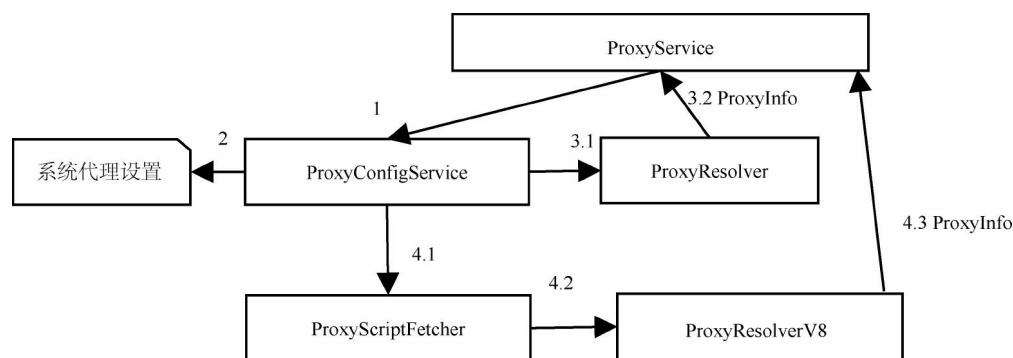 ProxyService
1
3.2 ProxyInfo
2
3.1
系统代理设置
ProxyConfigService
ProxyResolver
4.3 ProxyInfo
4.1
4.2
ProxyScriptFetcher
ProxyResolverV8